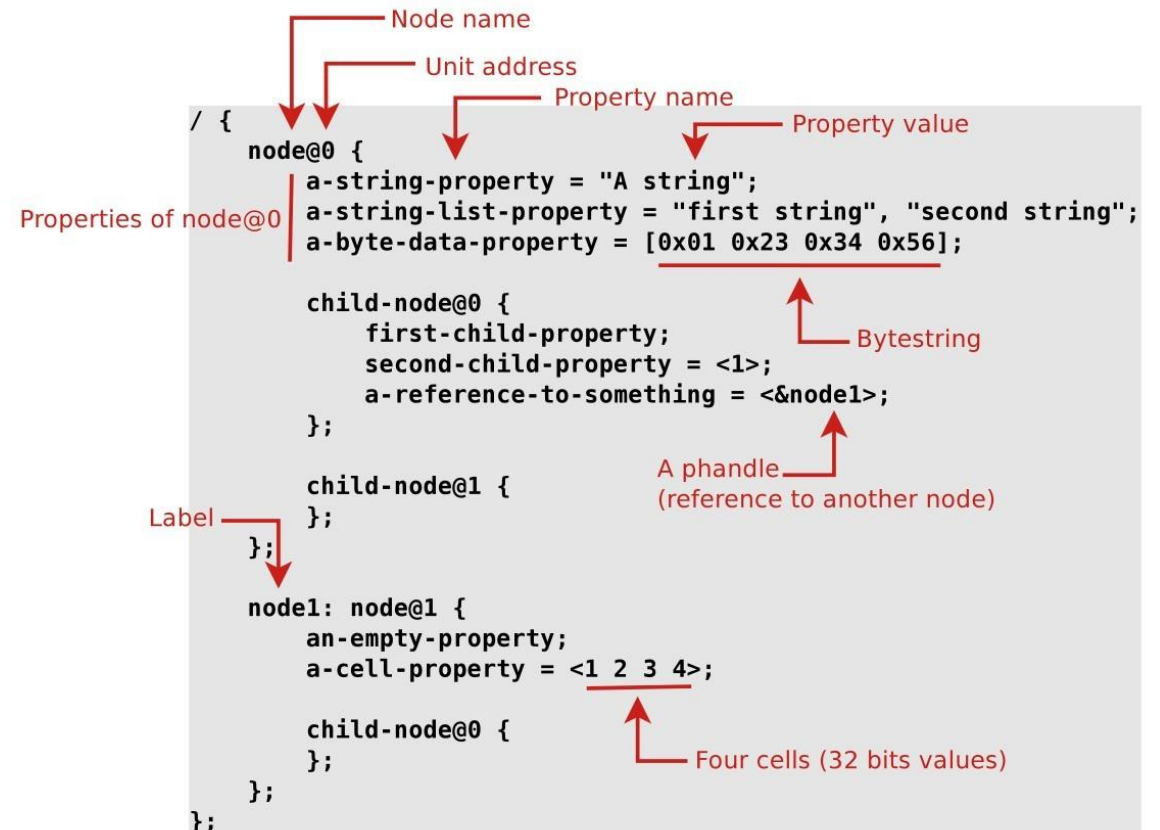 Node name
Unit address
Property name
/ {
Property value
node@0 {
a-string-property = "A string";
Properties of node@0
a-string-list-property = "first string", "second string";
a-byte-data-property = [0x01 0x23 0x34 0x56];
child-node@0 {
first-child-property;
Bytestring
second-child-property = <1>;
a-reference-to-something = <&node1>;
};
A phandle
(reference to another node)
child-node@1 {
Label
};
};
node1: node@1 {
an-empty-property;
a-cell-property = <1 2 3 4>;
child-node@0 {
Four cells (32 bits values)
};
};
};